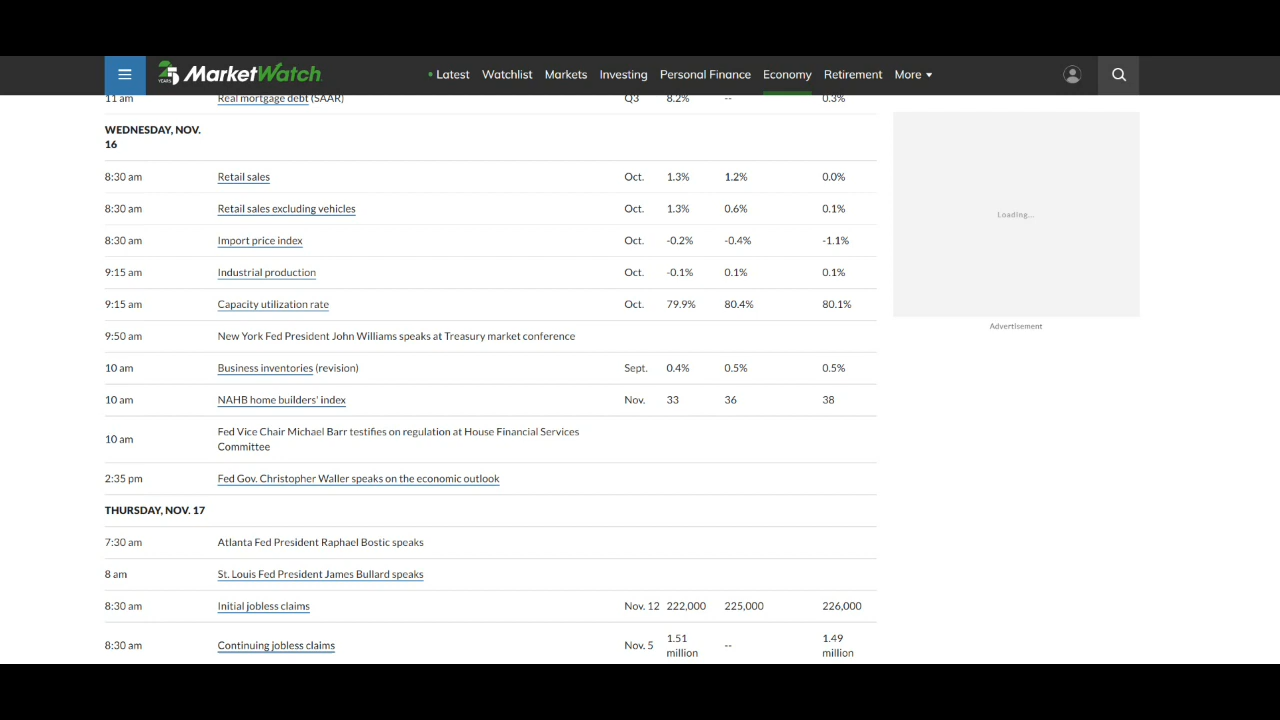 25 YEARS MarketWatch
Latest Watchlist Markets Investing Personal Finance Economy Retirement More
11 am Real mortgage debt (SAAR) Q3 8.2% -- 0.3%
WEDNESDAY, NOV.
16
8:30 am Retail sales Oct. 1.3% 1.2% 0.0%
8:30 am Retail sales excluding vehicles Oct. 1.3% 0.6% 0.1%
8:30 am Import price index Oct. -0.2% -0.4% -1.1%
9:15 am Industrial production Oct. -0.1% 0.1% 0.1%
9:15 am Capacity utilization rate Oct. 79.9% 80.4% 80.1%
9:50 am New York Fed President John Williams speaks at Treasury market conference
10 am Business inventories (revision) Sept. 0.4% 0.5% 0.5%
10 am NAHB home builders' index Nov. 33 36 38
10 am Fed Vice Chair Michael Barr testifies on regulation at House Financial Services
Committee
2:35 pm Fed Gov. Christopher Waller speaks on the economic outlook
THURSDAY, NOV. 17
7:30 am Atlanta Fed President Raphael Bostic speaks
8 am St. Louis Fed President James Bullard speaks
8:30 am Initial jobless claims Nov. 12 222,000 225,000 226,000
8:30 am Continuing jobless claims Nov. 5 1.51 million -- 1.49 million
Loading...
Advertisement